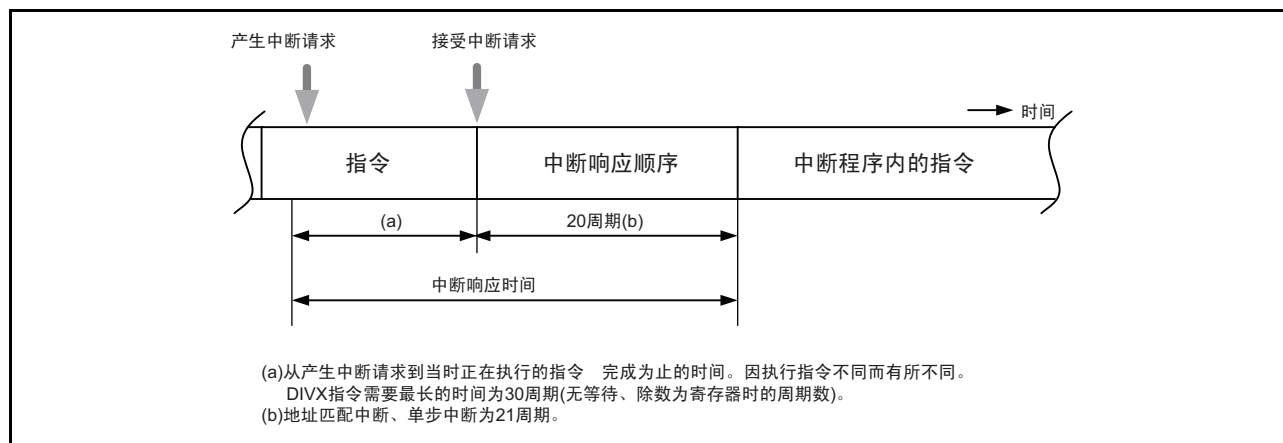 产生中断请求
接受中断请求
时间
指令
中断响应顺序
中断程序内的指令
(a)
20周期(b)
中断响应时间
(a)从产生中断请求到当时正在执行的指令 完成为止的时间。因执行指令不同而有所不同。
DIVX指令需要最长的时间为30周期(无等待、除数为寄存器时的周期数)。
(b)地址匹配中断、单步中断为21周期。